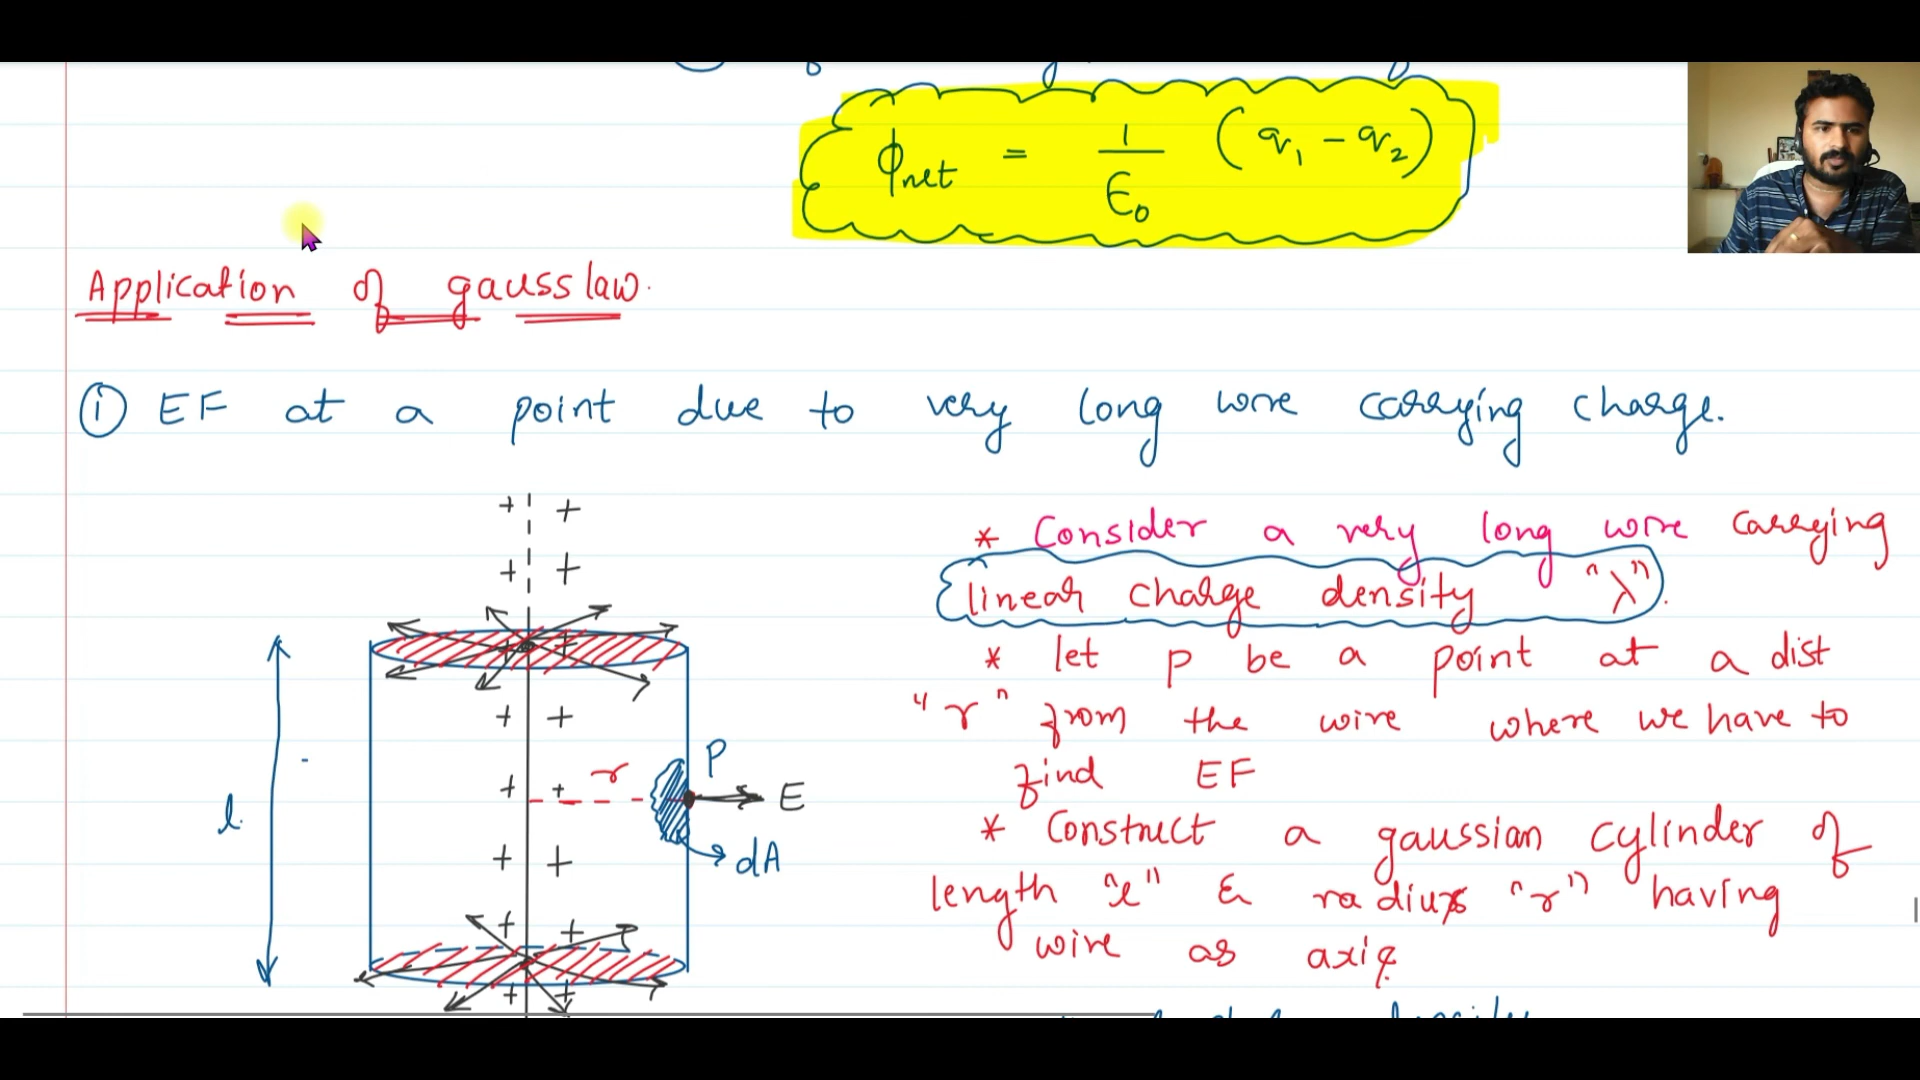 ϕnet = 1/ϵ0 (q1 - q2)
Application of gauss law.
① EF at a point due to very long wire carrying charge.
* Consider a very long wire carrying
linear charge density "λ".
* let p be a point at a dist
"r" from the wire where we have to
find EF
* Construct a gaussian cylinder of
length "l" & radius "r" having
wire as axis
l
r
P
E
dA